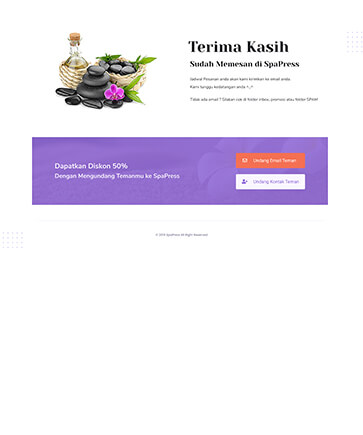 Terima Kasih
Sudah Memesan di SpaPress
Jadwal Pesanan anda akan kami kirimkan ke email anda.
Kami tunggu kedatangan anda ^_^
Tidak ada email ? Silakan cek di folder inbox, promosi atau folder SPAM!
Dapatkan Diskon 50%
Dengan Mengundang Temanmu ke SpaPress
Undang Email Teman
Undang Kontak Teman
All Right Reserved